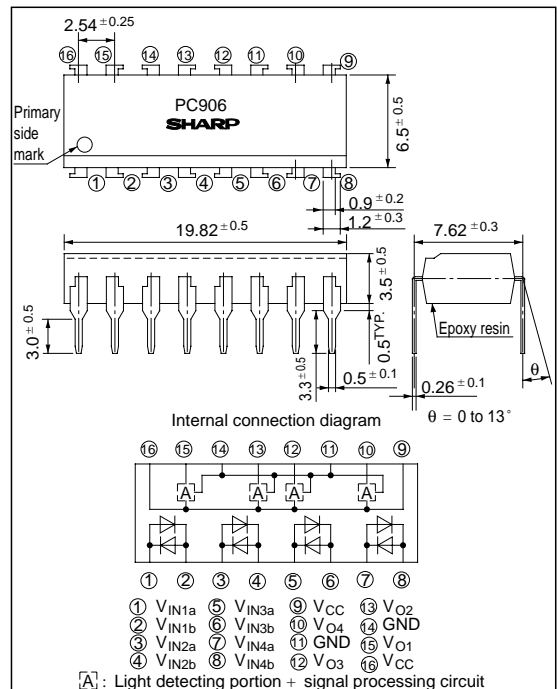 2.54 ±0.25
⑯ ⑮ ⑭ ⑬ ⑫ ⑪ ⑩ ⑨
PC906
SHARP
Primary
side
mark
6.5 ±0.5
① ② ③ ④ ⑤ ⑥ ⑦ ⑧
0.9 ±0.2
1.2 ±0.3
19.82 ±0.5
7.62 ±0.3
3.5 ±0.5
Epoxy resin
3.0 ±0.5
0.5 TYP.
3.3 ±0.5
0.5 ±0.1
0.26 ±0.1
θ
θ = 0 to 13°
Internal connection diagram
⑯ ⑮ ⑭ ⑬ ⑫ ⑪ ⑩ ⑨
A A A A
① ② ③ ④ ⑤ ⑥ ⑦ ⑧
① VIN1a ⑤ VIN3a ⑨ VCC ⑬ VO2
② VIN1b ⑥ VIN3b ⑩ VO4 ⑭ GND
③ VIN2a ⑦ VIN4a ⑪ GND ⑮ VO1
④ VIN2b ⑧ VIN4b ⑫ VO3 ⑯ VCC
A : Light detecting portion + signal processing circuit